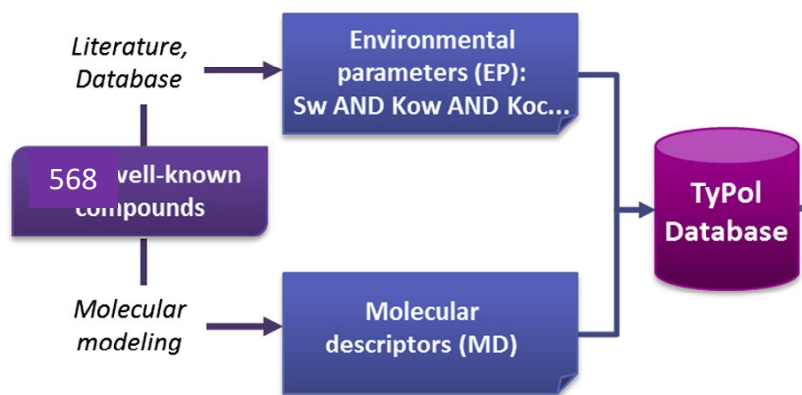 Literature,
Database
Environmental
parameters (EP):
Sw AND Kow AND Koc...
568 well-known
compounds
TyPol
Database
Molecular
modeling
Molecular
descriptors (MD)